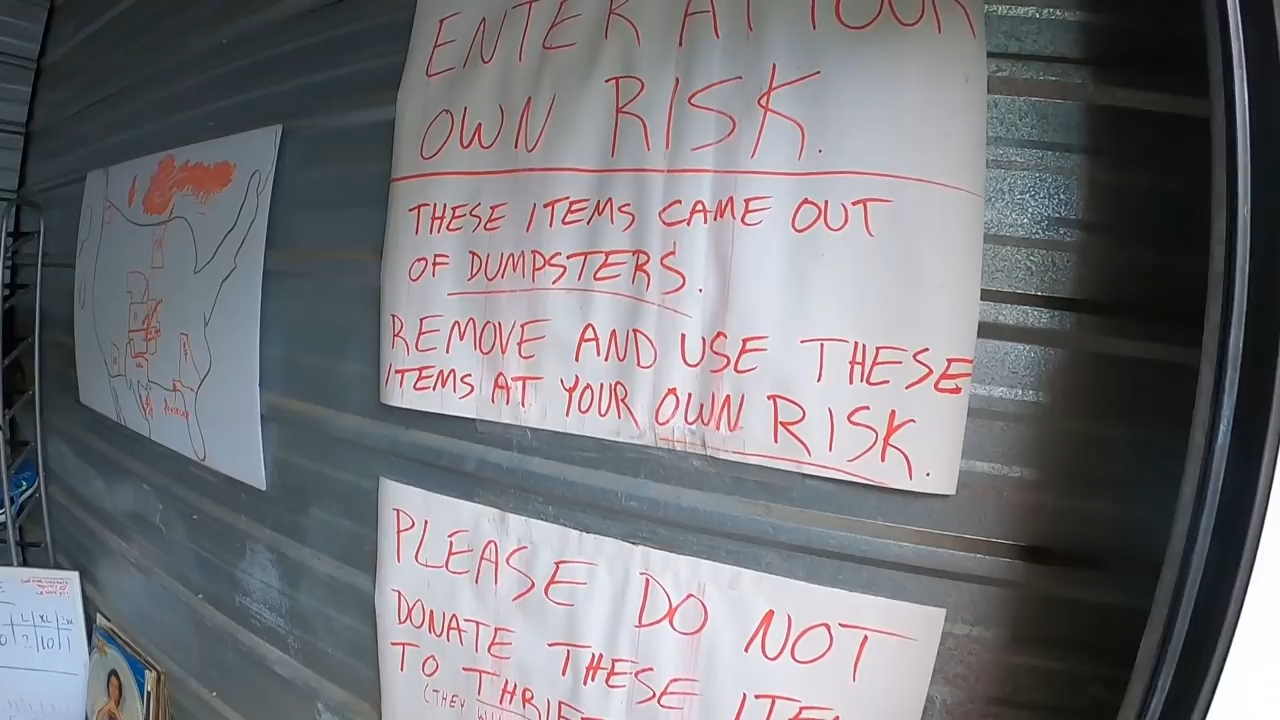 ENTER AT YOUR
OWN RISK.
THESE ITEMS CAME OUT
OF DUMPSTERS.
REMOVE AND USE THESE
ITEMS AT YOUR OWN RISK.
PLEASE DO NOT
DONATE THESE
TO
(THEY